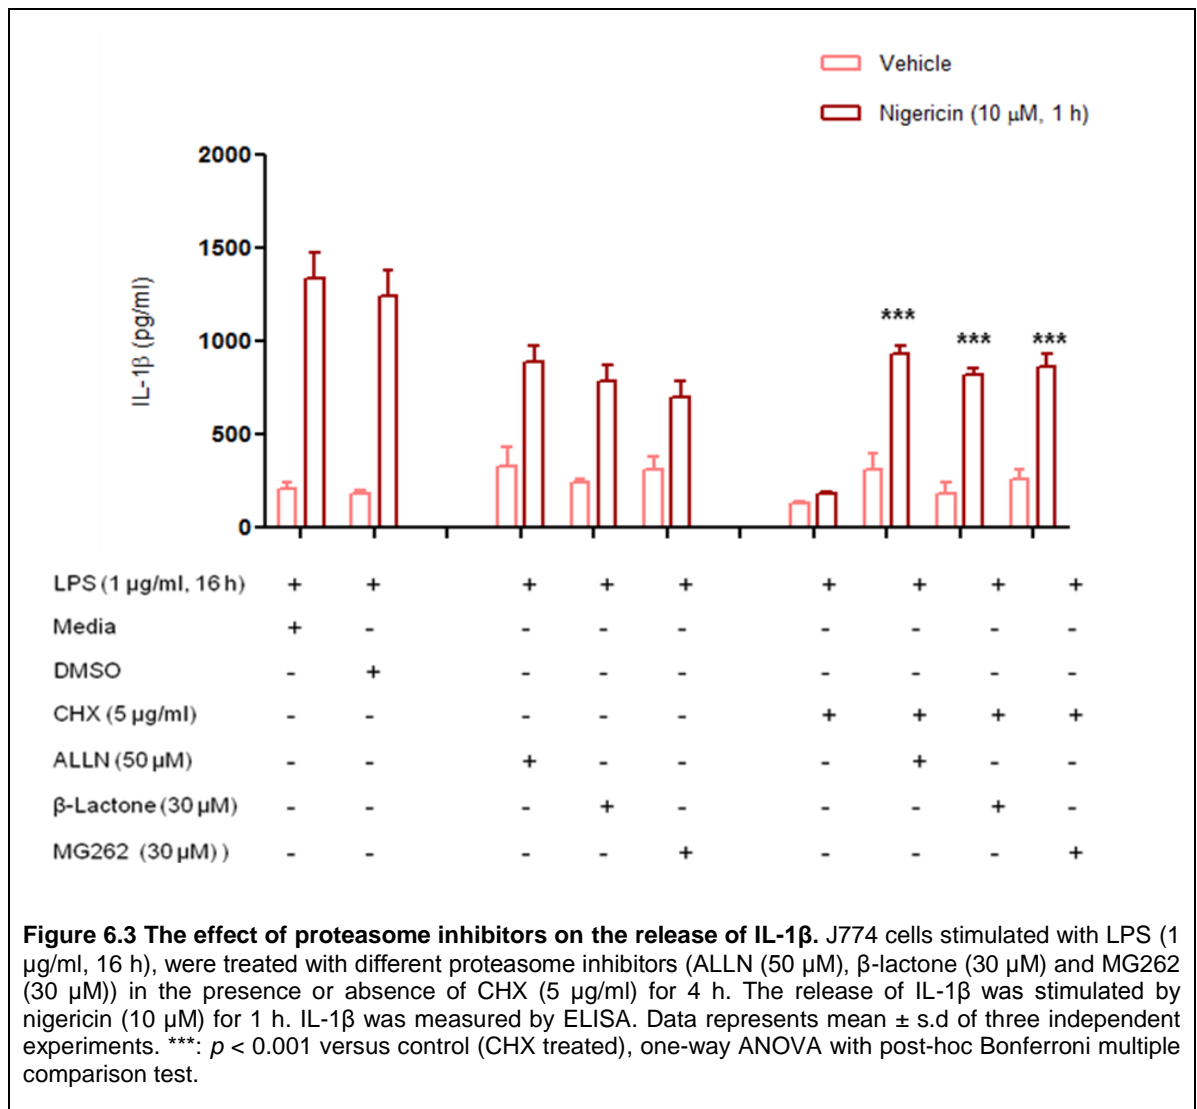 Vehicle
Nigericin (10 μM, 1 h)
2000
1500
1000
500
0
IL-1β (pg/ml)
*** *** ***
LPS (1 µg/ml, 16 h) + + + + + + + + +
Media + - - - - - - - -
DMSO - + - - - - - - -
CHX (5 µg/ml) - - - - - + + + +
ALLN (50 µM) - - + - - - + - -
β-Lactone (30 µM) - - - + - - - + -
MG262 (30 µM) ) - - - - + - - - +
Figure 6.3 The effect of proteasome inhibitors on the release of IL-1β. J774 cells stimulated with LPS (1
µg/ml, 16 h), were treated with different proteasome inhibitors (ALLN (50 µM), β-lactone (30 µM) and MG262
(30 µM)) in the presence or absence of CHX (5 µg/ml) for 4 h. The release of IL-1β was stimulated by
nigericin (10 µM) for 1 h. IL-1β was measured by ELISA. Data represents mean ± s.d of three independent
experiments. ***: p < 0.001 versus control (CHX treated), one-way ANOVA with post-hoc Bonferroni multiple
comparison test.